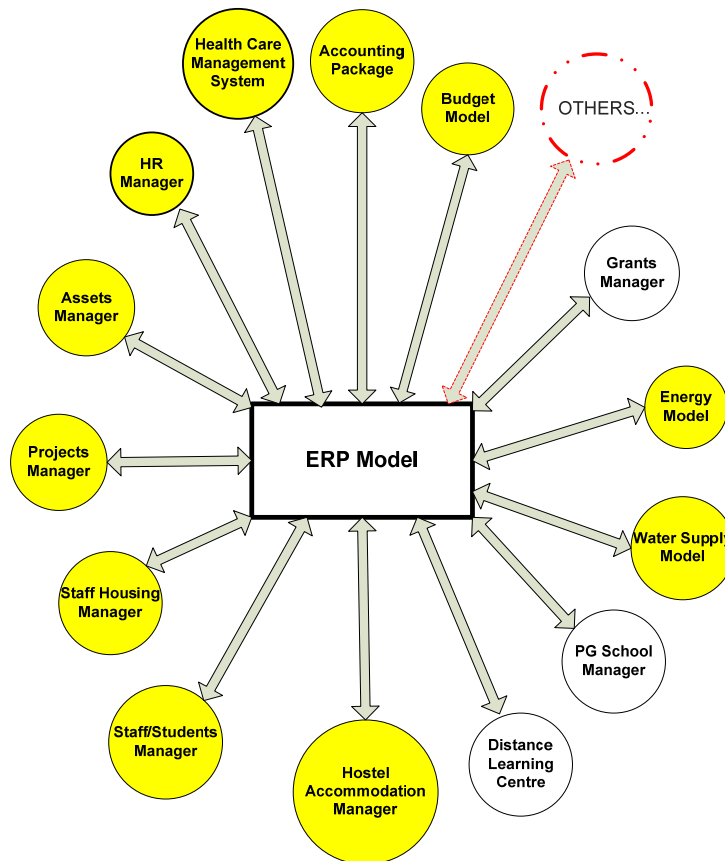 Health Care
Management
System
Accounting
Package
Budget
Model
OTHERS...
HR
Manager
Grants
Manager
Assets
Manager
Energy
Model
Projects
Manager
ERP Model
Water Supply
Model
Staff Housing
Manager
PG School
Manager
Staff/Students
Manager
Distance
Learning
Centre
Hostel
Accommodation
Manager